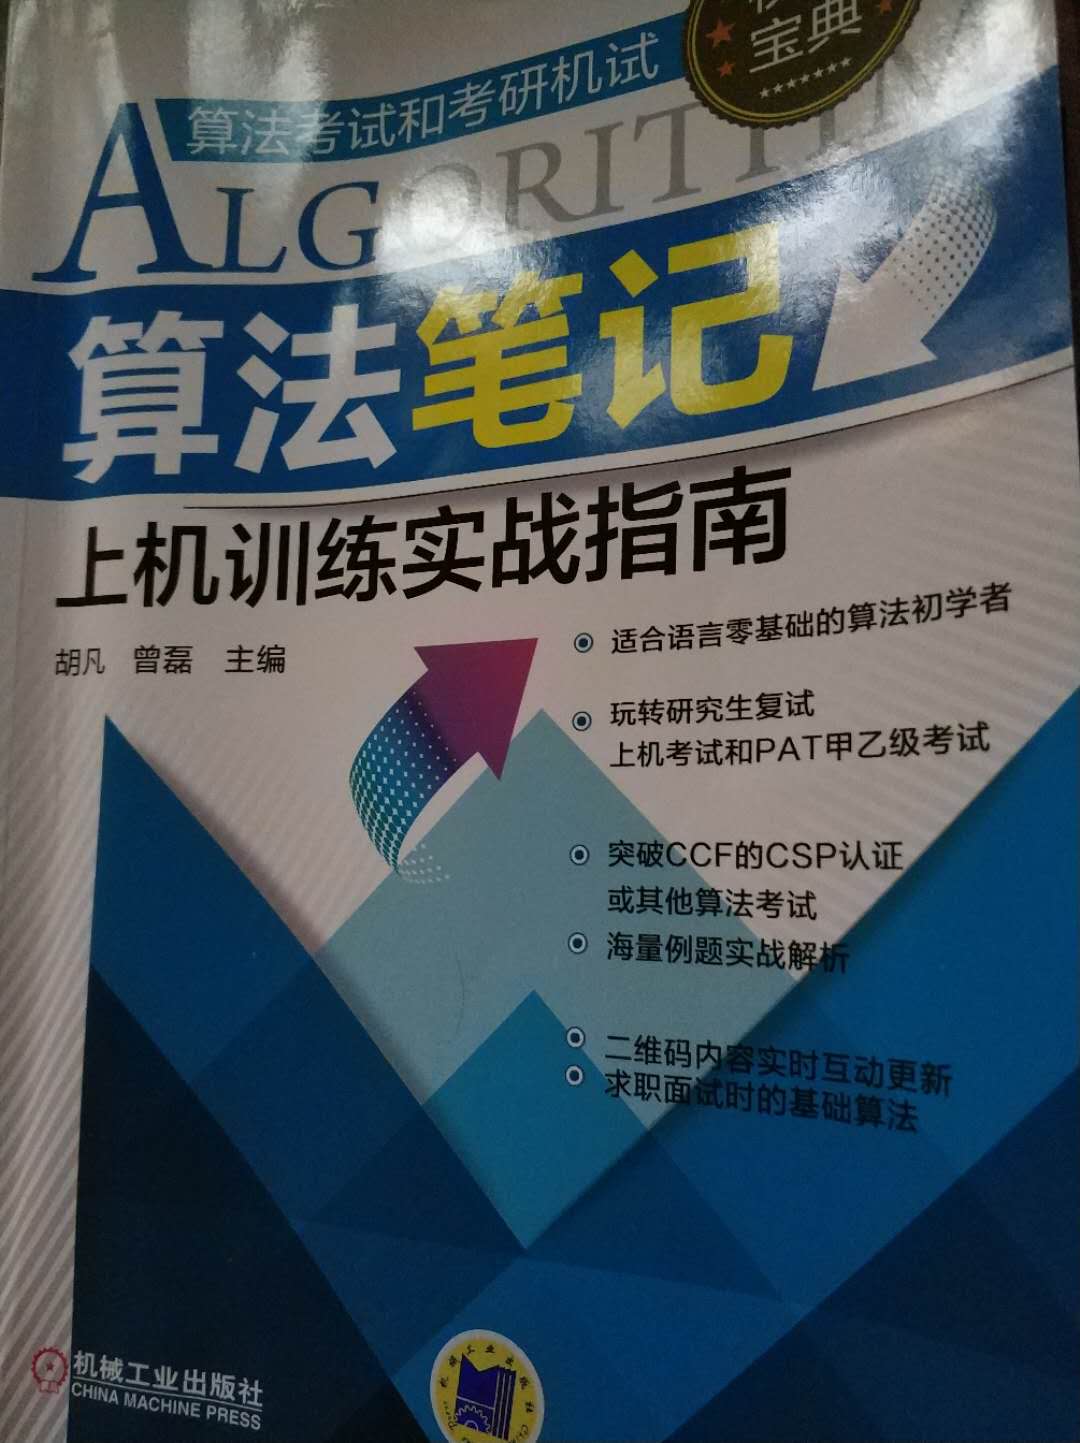 宝典
算法考试和考研机试
ALGORITH
算法笔记
上机训练实战指南
胡凡 曾磊 主编
适合语言零基础的算法初学者
玩转研究生复试
上机考试和PAT甲乙级考试
突破CCF的CSP认证
或其他算法考试
海量例题实战解析
二维码内容实时互动更新
求职面试时的基础算法
机械工业出版社
CHINA MACHINE PRESS